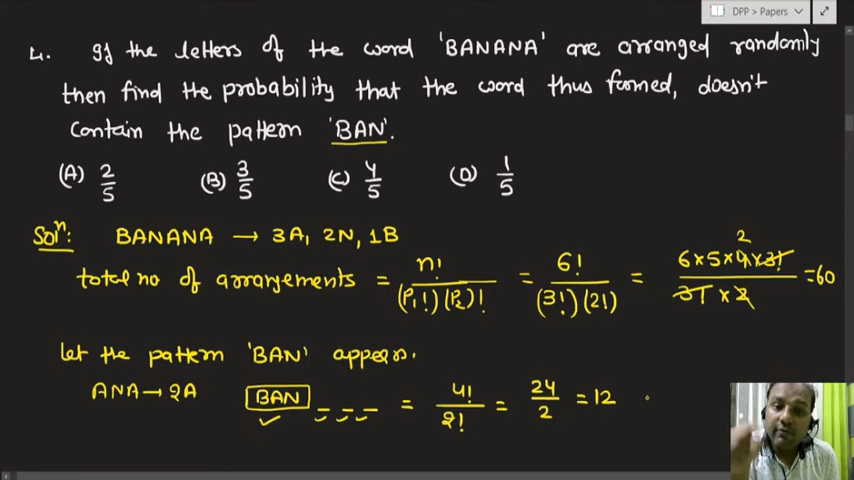 DPP > Papers
4. If the letters of the word 'BANANA' are arranged randomly
then find the probability that the word thus formed, doesn't
contain the pattern 'BAN'.
(A) 2/5 (B) 3/5 (C) 4/5 (D) 1/5
Solⁿ: BANANA → 3A, 2N, 1B
total no of arrangements = n!/(P₁!)(P₂)! = 6!/(3!)(2!) = 6×5×4×3!/3!×2 = 60
2
let the pattern 'BAN' appears.
ANA → 2A BAN _ _ _ = 4!/2! = 24/2 = 12